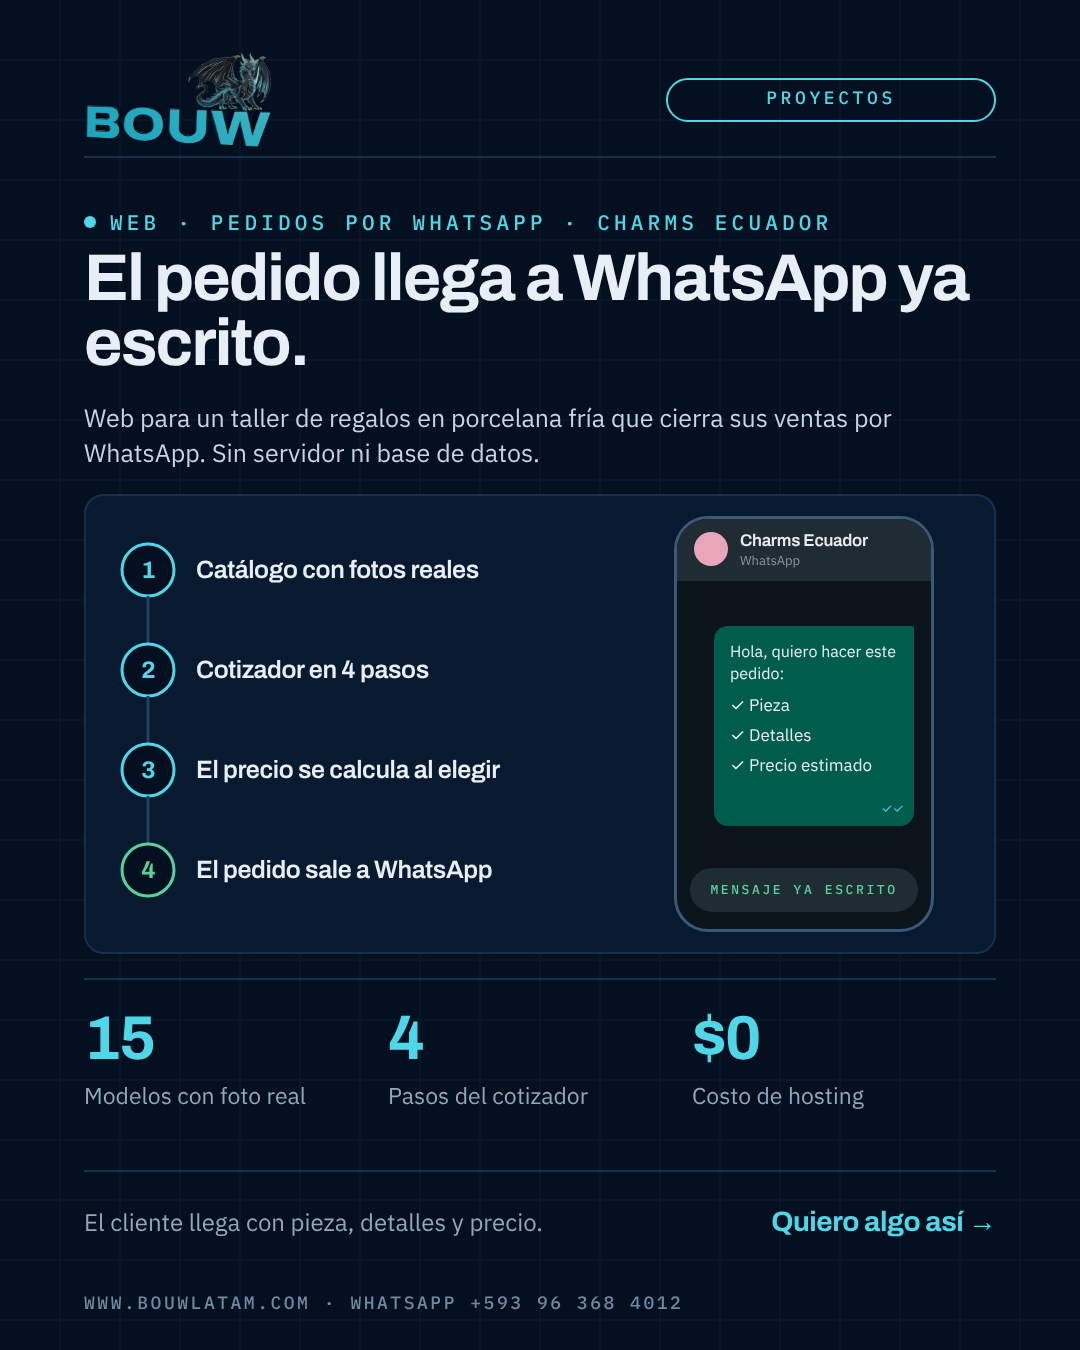 BOUW
PROYECTOS
WEB · PEDIDOS POR WHATSAPP · CHARMS ECUADOR
El pedido llega a WhatsApp ya
escrito.
Web para un taller de regalos en porcelana fría que cierra sus ventas por
WhatsApp. Sin servidor ni base de datos.
1 Catálogo con fotos reales
2 Cotizador en 4 pasos
3 El precio se calcula al elegir
4 El pedido sale a WhatsApp
Charms Ecuador
WhatsApp
Hola, quiero hacer este
pedido:
✓ Pieza
✓ Detalles
✓ Precio estimado
✓✓
MENSAJE YA ESCRITO
15
Modelos con foto real
4
Pasos del cotizador
$0
Costo de hosting
El cliente llega con pieza, detalles y precio.
Quiero algo así →
WWW.BOUWLATAM.COM · WHATSAPP +593 96 368 4012